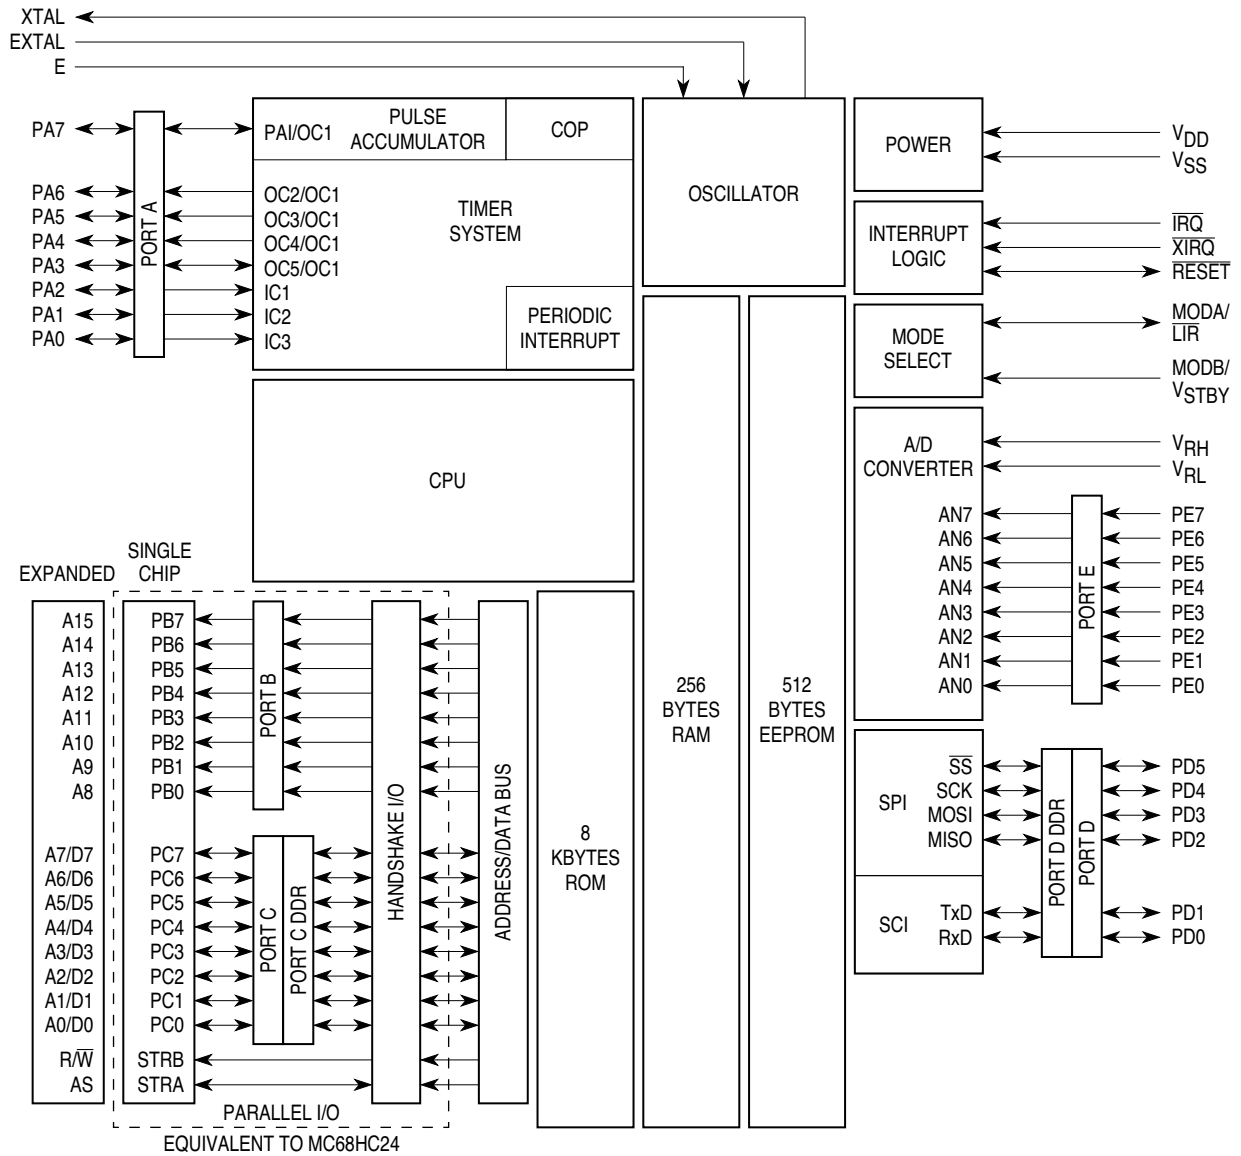 XTAL
EXTAL
E
PA7
PA6
PA5
PA4
PA3
PA2
PA1
PA0
PORT A
PAI/OC1
PULSE
ACCUMULATOR
COP
OC2/OC1
OC3/OC1
OC4/OC1
OC5/OC1
IC1
IC2
IC3
TIMER
SYSTEM
PERIODIC
INTERRUPT
OSCILLATOR
POWER
VDD
VSS
INTERRUPT
LOGIC
IRQ
XIRQ
RESET
MODE
SELECT
MODA/
LIR
MODB/
VSTBY
CPU
A/D
CONVERTER
VRH
VRL
AN7
AN6
AN5
AN4
AN3
AN2
AN1
AN0
PORT E
PE7
PE6
PE5
PE4
PE3
PE2
PE1
PE0
EXPANDED
SINGLE
CHIP
A15
A14
A13
A12
A11
A10
A9
A8
A7/D7
A6/D6
A5/D5
A4/D4
A3/D3
A2/D2
A1/D1
A0/D0
R/W
AS
PB7
PB6
PB5
PB4
PB3
PB2
PB1
PB0
PC7
PC6
PC5
PC4
PC3
PC2
PC1
PC0
STRB
STRA
PORT B
PORT C
PORT C DDR
HANDSHAKE I/O
ADDRESS/DATA BUS
8
KBYTES
ROM
256
BYTES
RAM
512
BYTES
EEPROM
SPI
SS
SCK
MOSI
MISO
SCI
TxD
RxD
PORT D DDR
PORT D
PD5
PD4
PD3
PD2
PD1
PD0
PARALLEL I/O
EQUIVALENT TO MC68HC24